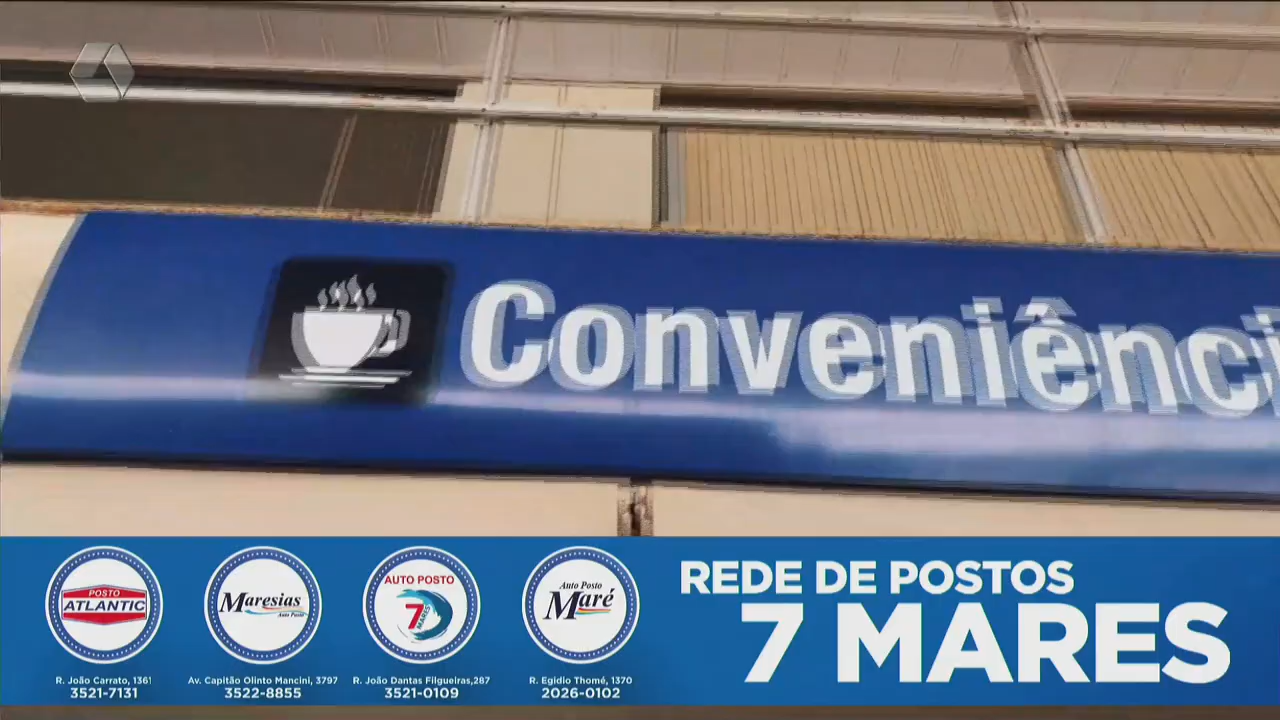 Conveniênci
POSTO
ATLANTIC
R. João Carrato, 1361
3521-7131
Maresias
Auto Posto
Av. Capitão Olinto Mancini, 3797
3522-8855
AUTO POSTO
7
MARES
R. João Dantas Filgueiras,287
3521-0109
Auto Posto
Maré
R. Egidio Thomé, 1370
2026-0102
REDE DE POSTOS
7 MARES